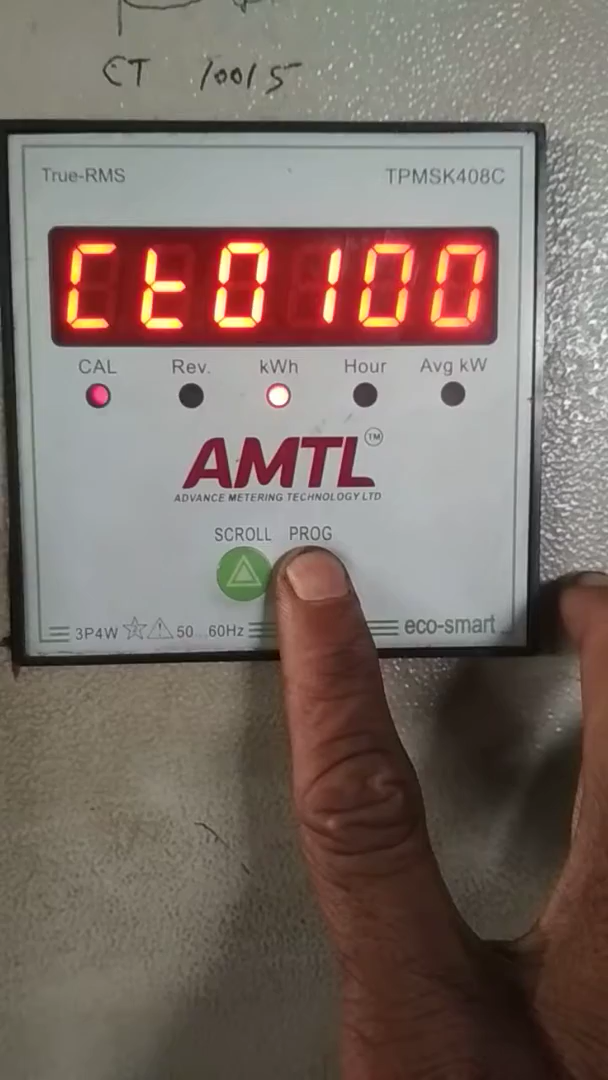 CT 100/5
True-RMS TPMSK408C
Ct0100
CAL Rev. kWh Hour Avg kW
AMTL TM
ADVANCE METERING TECHNOLOGY LTD
SCROLL PROG
3P4W 50...60Hz eco-smart